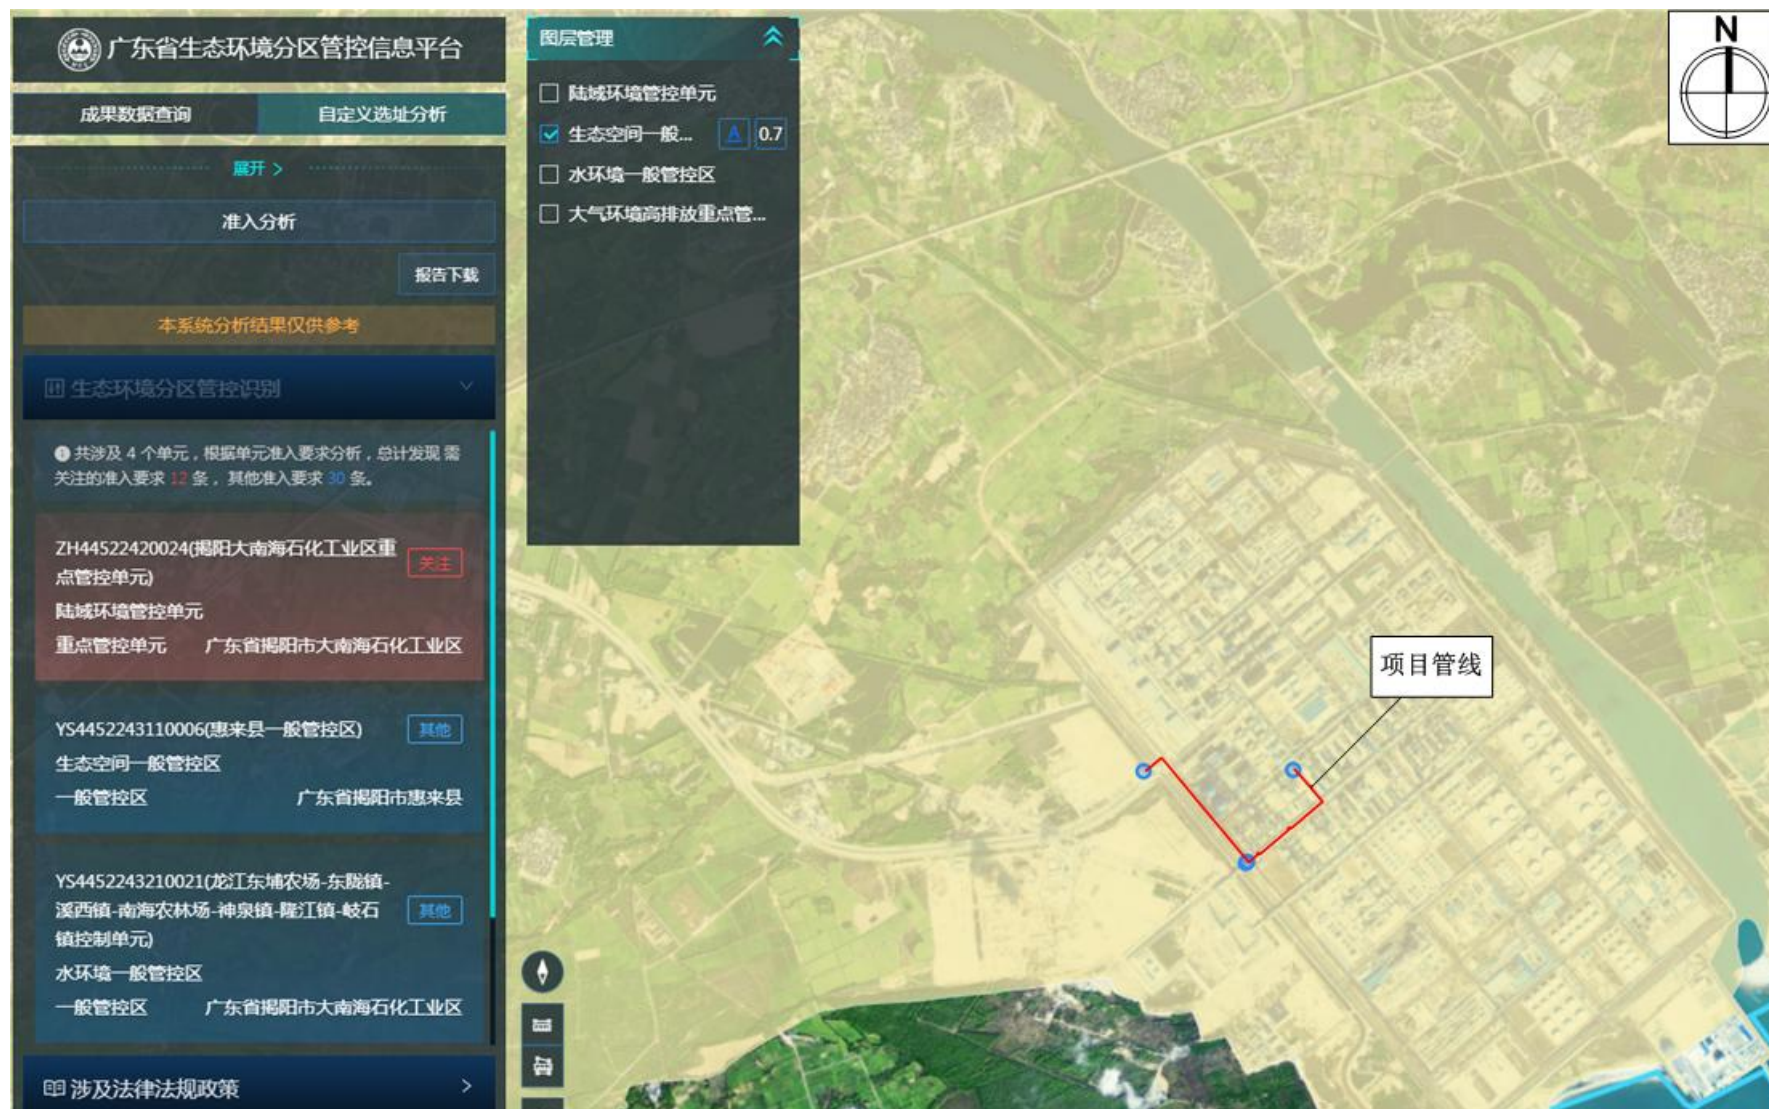 广东省生态环境分区管控信息平台
成果数据查询
自定义选址分析
展开 >
准入分析
报告下载
本系统分析结果仅供参考
生态环境分区管控识别
共涉及 4 个单元，根据单元准入要求分析，总计发现 需
关注的准入要求 12 条，其他准入要求 30 条。
ZH44522420024(揭阳大南海石化工业区重
点管控单元)
关注
陆域环境管控单元
重点管控单元 广东省揭阳市大南海石化工业区
YS4452243110006(惠来县一般管控区)
其他
生态空间一般管控区
一般管控区 广东省揭阳市惠来县
YS4452243210021(龙江东埔农场-东陇镇-
溪西镇-南海农林场-神泉镇-隆江镇-岐石
镇控制单元)
其他
水环境一般管控区
一般管控区 广东省揭阳市大南海石化工业区
涉及法律法规政策 >
图层管理
陆域环境管控单元
生态空间一般... A 0.7
水环境一般管控区
大气环境高排放重点管...
N
项目管线